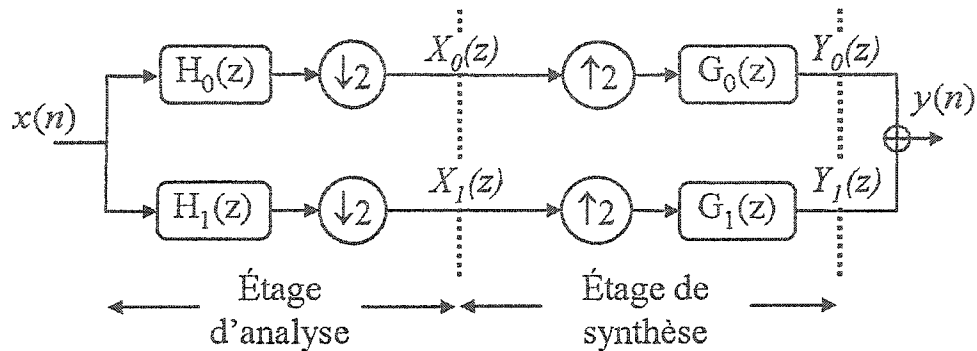 H₀(z) ↓2 X₀(z) ↑2 G₀(z) Y₀(z)
x(n) y(n)
H₁(z) ↓2 X₁(z) ↑2 G₁(z) Y₁(z)
Étage
d'analyse
Étage de
synthèse